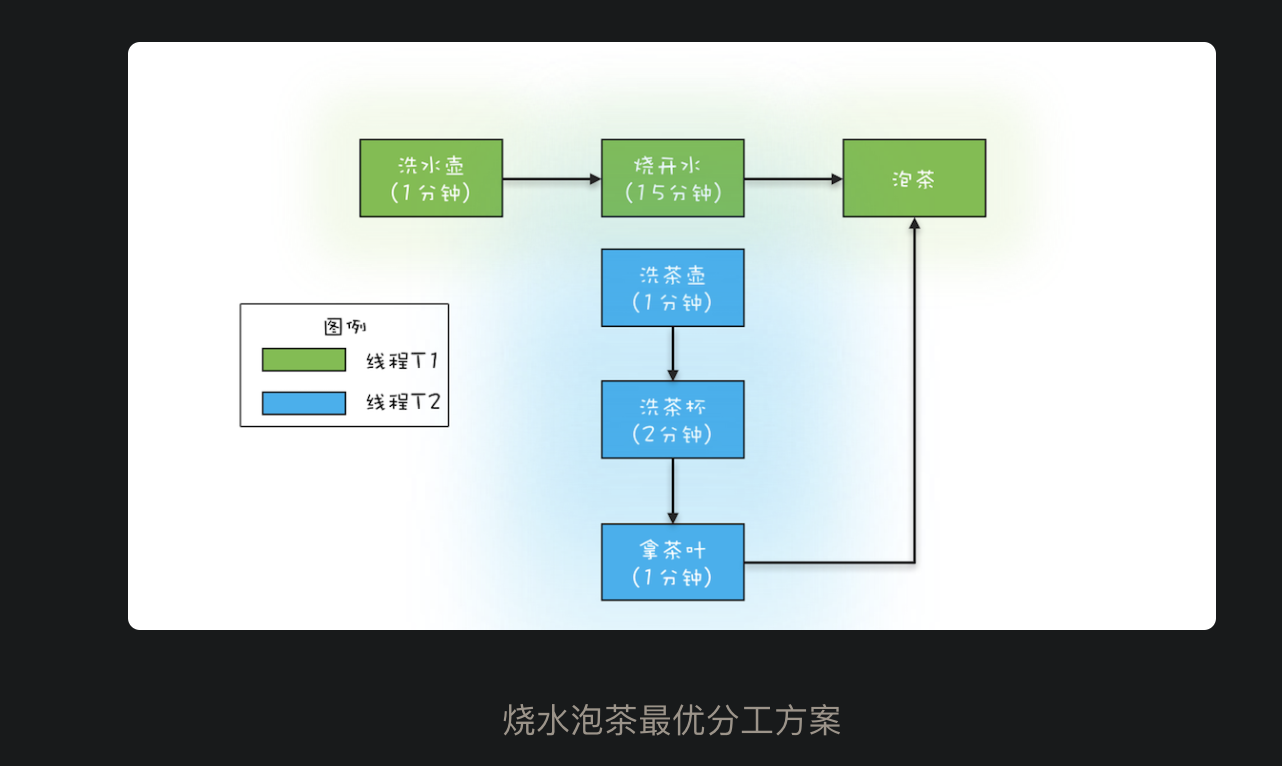 洗水壶
(1分钟)
烧开水
(15分钟)
泡茶
洗茶壶
(1分钟)
图例
线程T1
线程T2
洗茶杯
(2分钟)
拿茶叶
(1分钟)
烧水泡茶最优分工方案